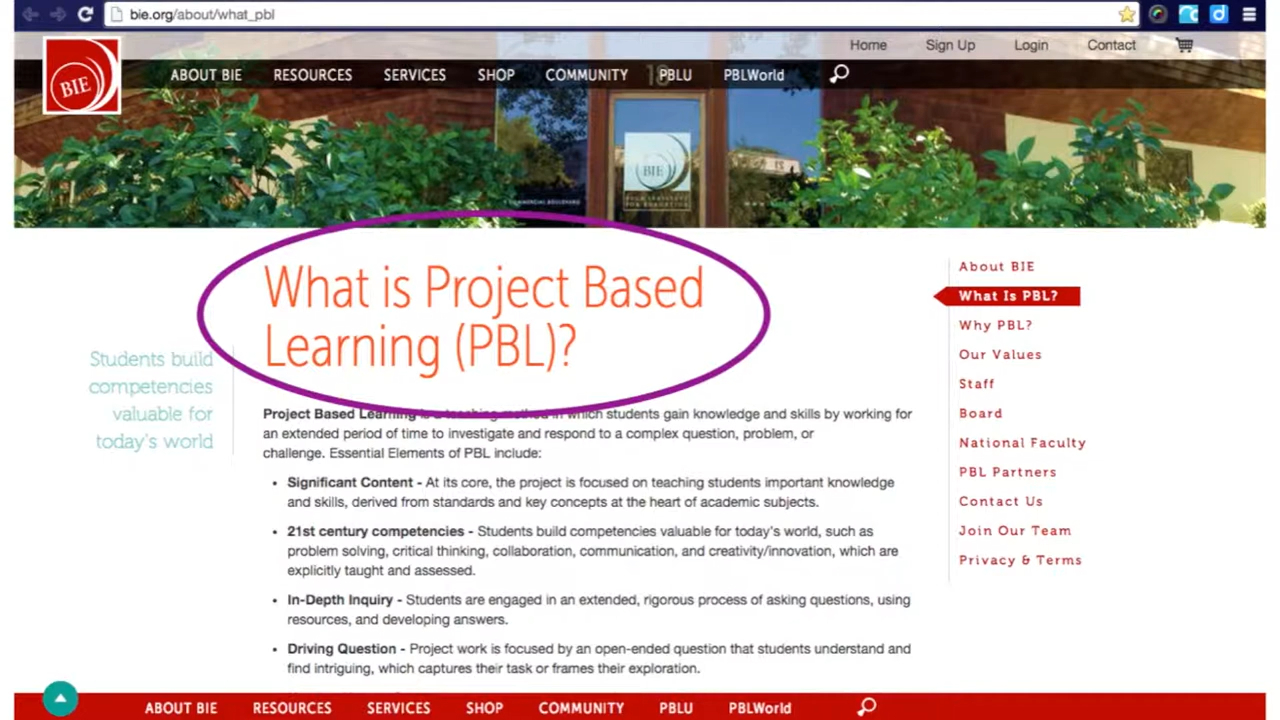 bie.org/about/what_pbl
Home Sign Up Login Contact
BIE
ABOUT BIE RESOURCES SERVICES SHOP COMMUNITY PBLU PBLWorld
18
BIE
What is Project Based
Learning (PBL)?
Students build
competencies
valuable for
today's world
Project Based Learning is a teaching method in which students gain knowledge and skills by working for
an extended period of time to investigate and respond to a complex question, problem, or
challenge. Essential Elements of PBL include:
• Significant Content - At its core, the project is focused on teaching students important knowledge
and skills, derived from standards and key concepts at the heart of academic subjects.
• 21st century competencies - Students build competencies valuable for today's world, such as
problem solving, critical thinking, collaboration, communication, and creativity/innovation, which are
explicitly taught and assessed.
• In-Depth Inquiry - Students are engaged in an extended, rigorous process of asking questions, using
resources, and developing answers.
• Driving Question - Project work is focused by an open-ended question that students understand and
find intriguing, which captures their task or frames their exploration.
About BIE
What Is PBL?
Why PBL?
Our Values
Staff
Board
National Faculty
PBL Partners
Contact Us
Join Our Team
Privacy & Terms
ABOUT BIE RESOURCES SERVICES SHOP COMMUNITY PBLU PBLWorld